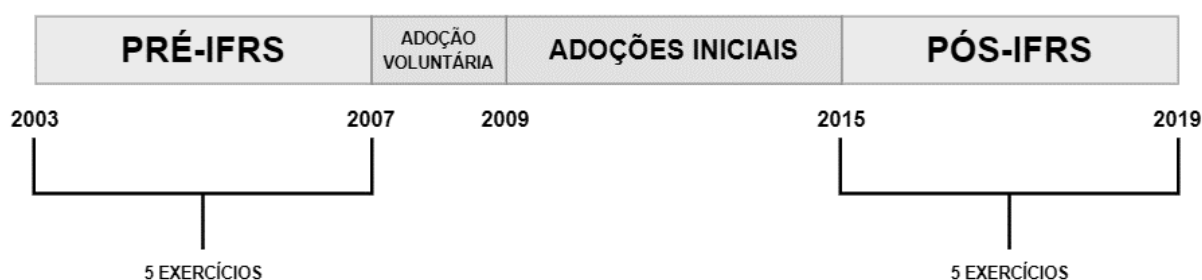 PRÉ-IFRS
ADOÇÃO
VOLUNTÁRIA
ADOÇÕES INICIAIS
PÓS-IFRS
2003
2007
2009
2015
2019
5 EXERCÍCIOS
5 EXERCÍCIOS